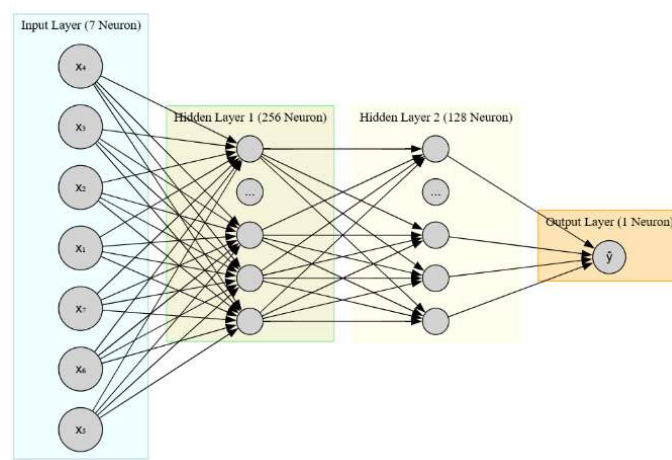 Input Layer (7 Neuron)
x₄
x₃
x₂
x₁
x₇
x₆
x₅
Hidden Layer 1 (256 Neuron)
...
Hidden Layer 2 (128 Neuron)
...
Output Layer (1 Neuron)
ŷ